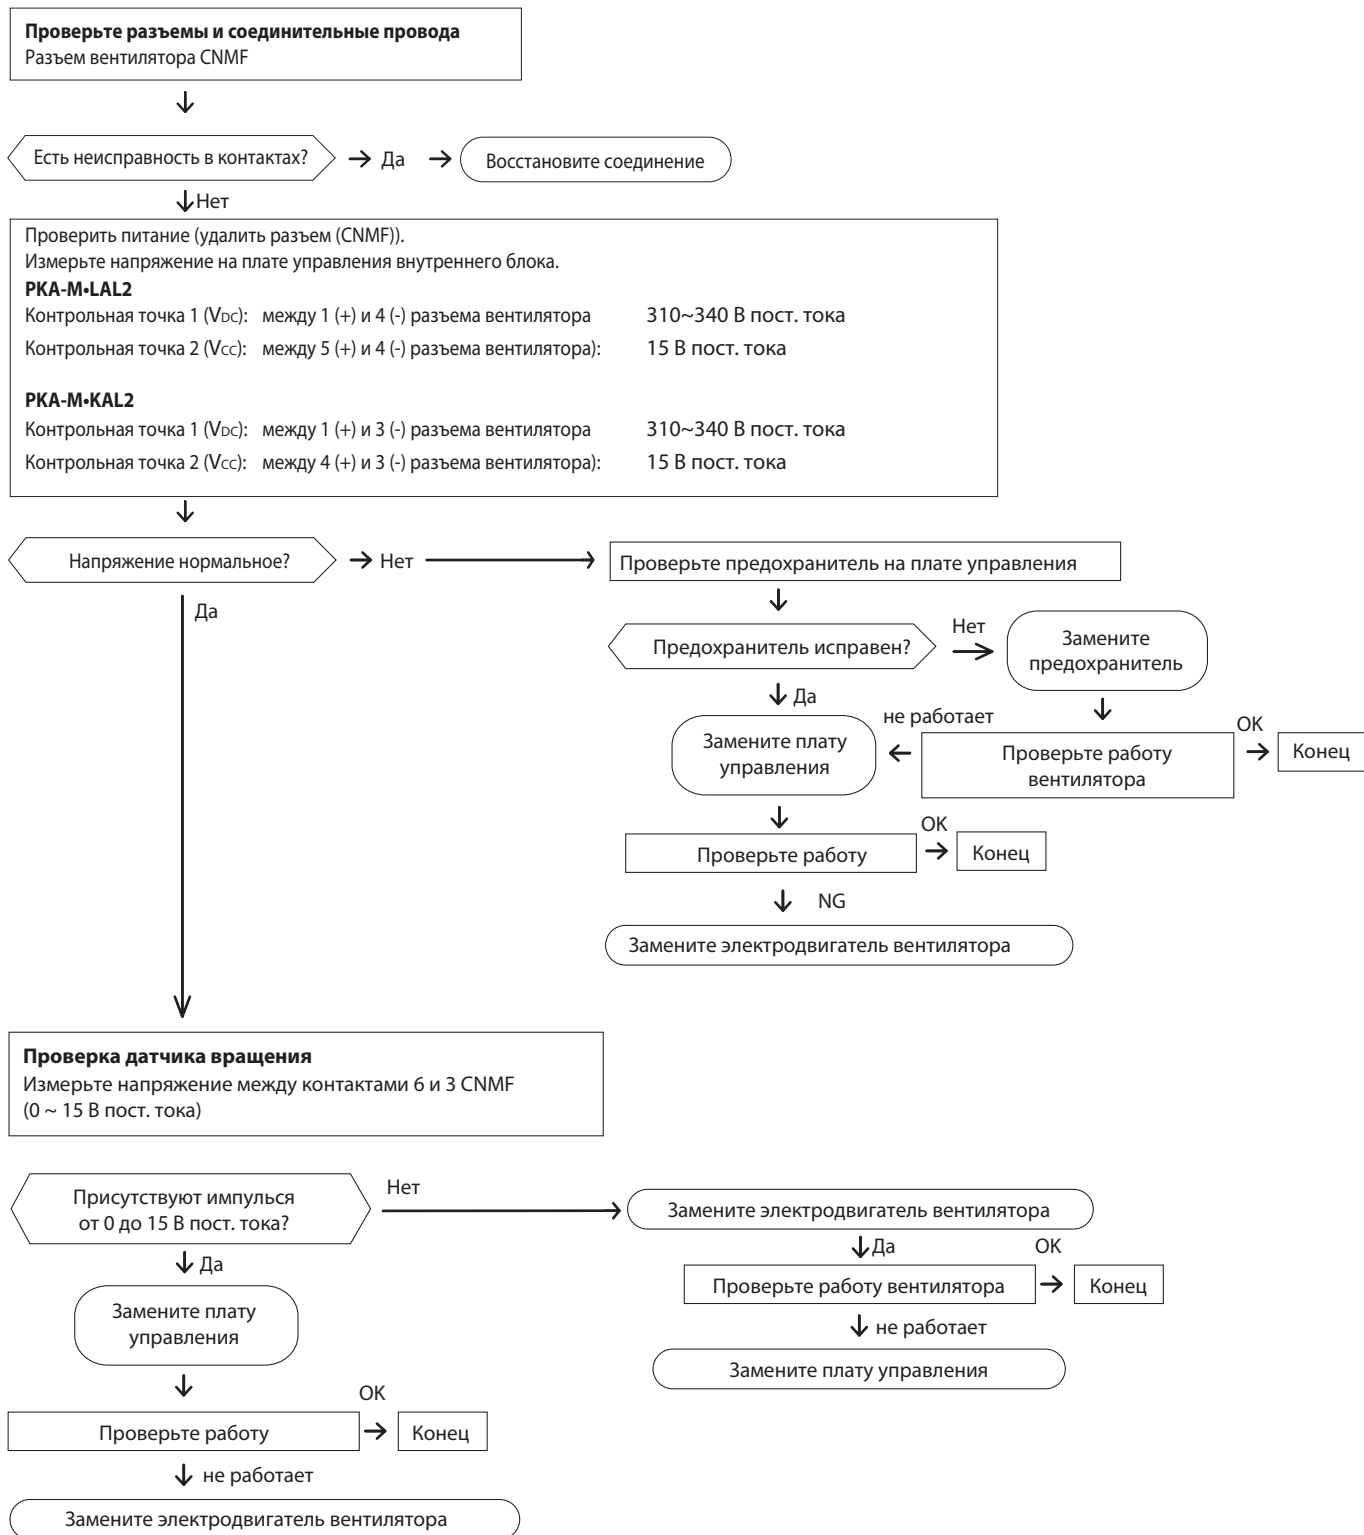 Проверьте разъемы и соединительные провода
Разъем вентилятора CNMF
Есть неисправность в контактах?
Да
Восстановите соединение
Нет
Проверить питание (удалить разъем (CNMF)).
Измерьте напряжение на плате управления внутреннего блока.
PKA-M•LAL2
Контрольная точка 1 (VDC): между 1 (+) и 4 (-) разъема вентилятора 310~340 В пост. тока
Контрольная точка 2 (VCC): между 5 (+) и 4 (-) разъема вентилятора): 15 В пост. тока
PKA-M•KAL2
Контрольная точка 1 (VDC): между 1 (+) и 3 (-) разъема вентилятора 310~340 В пост. тока
Контрольная точка 2 (VCC): между 4 (+) и 3 (-) разъема вентилятора): 15 В пост. тока
Напряжение нормальное?
Нет
Проверьте предохранитель на плате управления
Да
Предохранитель исправен?
Нет
Замените
предохранитель
Да
не работает
OK
Замените плату
управления
Проверьте работу
вентилятора
Конец
OK
Проверьте работу
Конец
NG
Замените электродвигатель вентилятора
Проверка датчика вращения
Измерьте напряжение между контактами 6 и 3 CNMF
(0 ~ 15 В пост. тока)
Присутствуют импулься
от 0 до 15 В пост. тока?
Нет
Замените электродвигатель вентилятора
Да
Да
OK
Проверьте работу вентилятора
Конец
Замените плату
управления
не работает
Замените плату управления
OK
Проверьте работу
Конец
не работает
Замените электродвигатель вентилятора